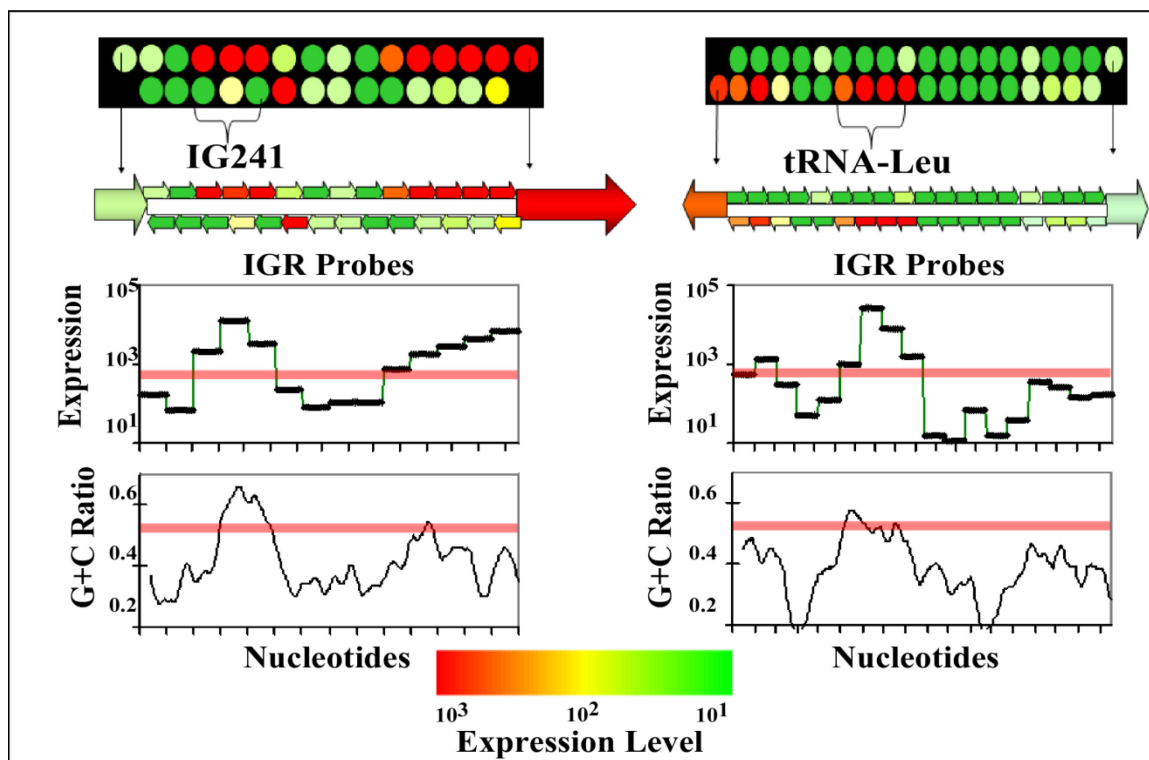 IG241
tRNA-Leu
IGR Probes
IGR Probes
Expression
10^5
10^3
10^1
Expression
10^5
10^3
10^1
G+C Ratio
0.6
0.4
0.2
G+C Ratio
0.6
0.4
0.2
Nucleotides
Nucleotides
10^3 10^2 10^1
Expression Level